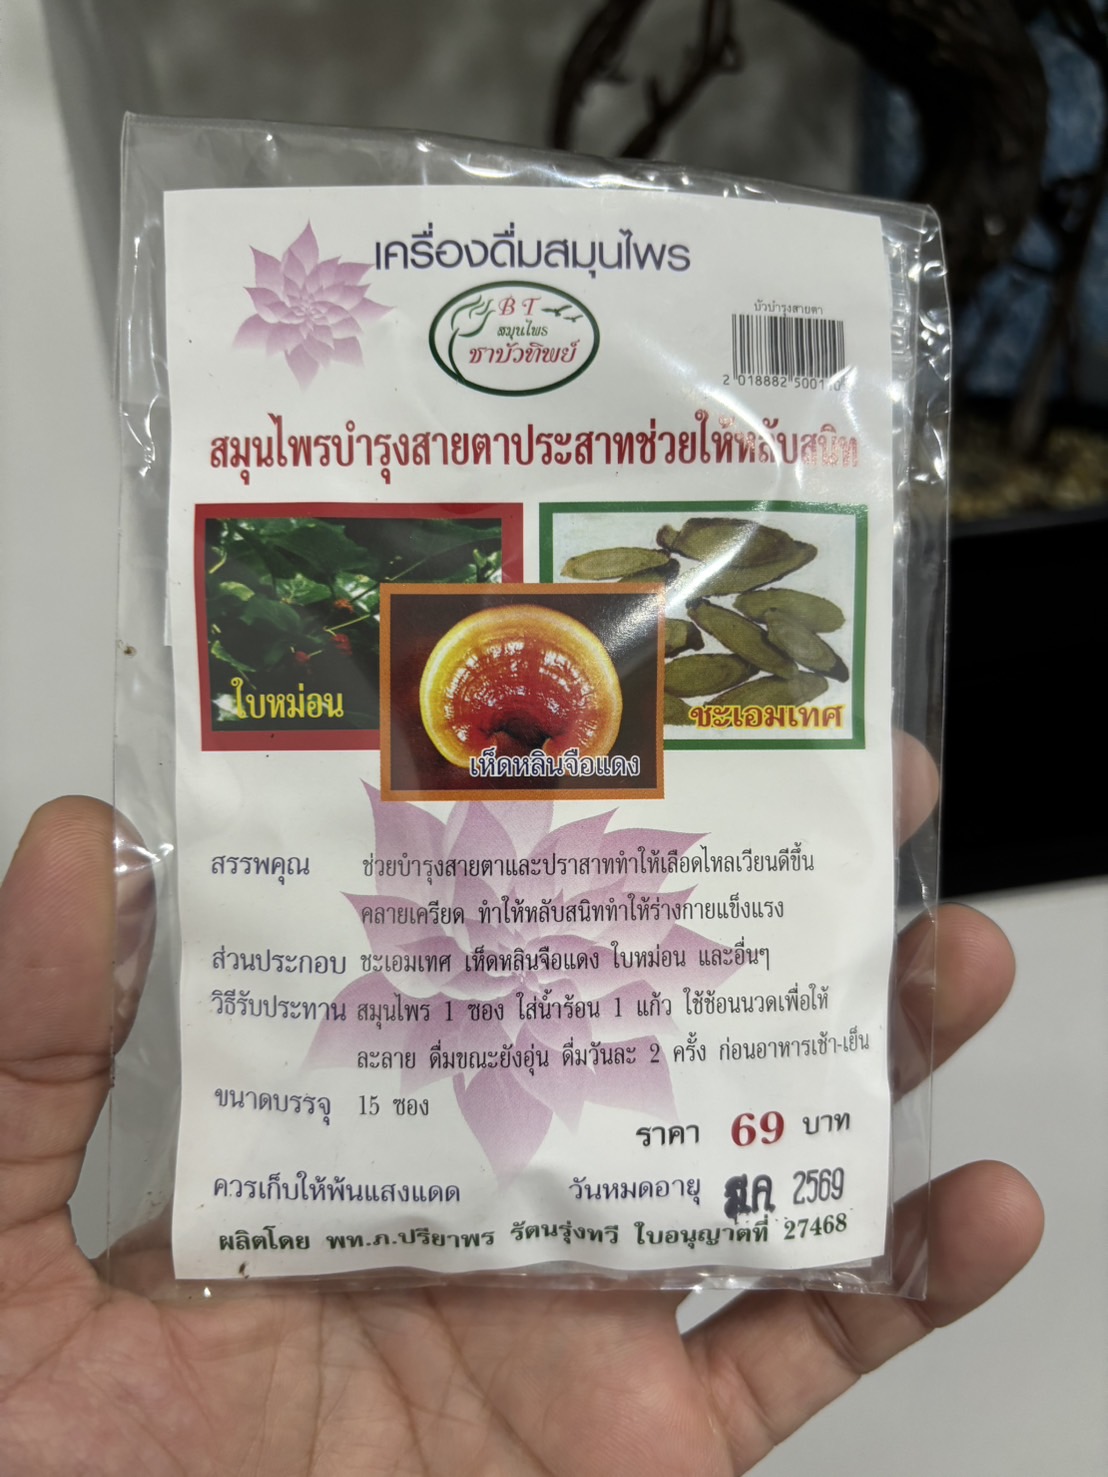 เครื่องดื่มสมุนไพร
B T
สมุนไพร
ชาบัวทิพย์
บัวบำรุงสายตา
2 018882 50011
สมุนไพรบำรุงสายตาประสาทช่วยให้หลับสนิท
ใบหม่อน
เห็ดหลินจือแดง
ชะเอมเทศ
สรรพคุณ ช่วยบำรุงสายตาและปราสาททำให้เลือดไหลเวียนดีขึ้น
คลายเครียด ทำให้หลับสนิททำให้ร่างกายแข็งแรง
ส่วนประกอบ ชะเอมเทศ เห็ดหลินจือแดง ใบหม่อน และอื่นๆ
วิธีรับประทาน สมุนไพร 1 ซอง ใส่น้ำร้อน 1 แก้ว ใช้ช้อนนวดเพื่อให้
ละลาย ดื่มขณะยังอุ่น ดื่มวันละ 2 ครั้ง ก่อนอาหารเช้า-เย็น
ขนาดบรรจุ 15 ซอง
ราคา 69 บาท
ควรเก็บให้พ้นแสงแดด วันหมดอายุ 2569
ผลิตโดย พท.ภ.ปรียาพร รัตนรุ่งทวี ใบอนุญาตที่ 27468